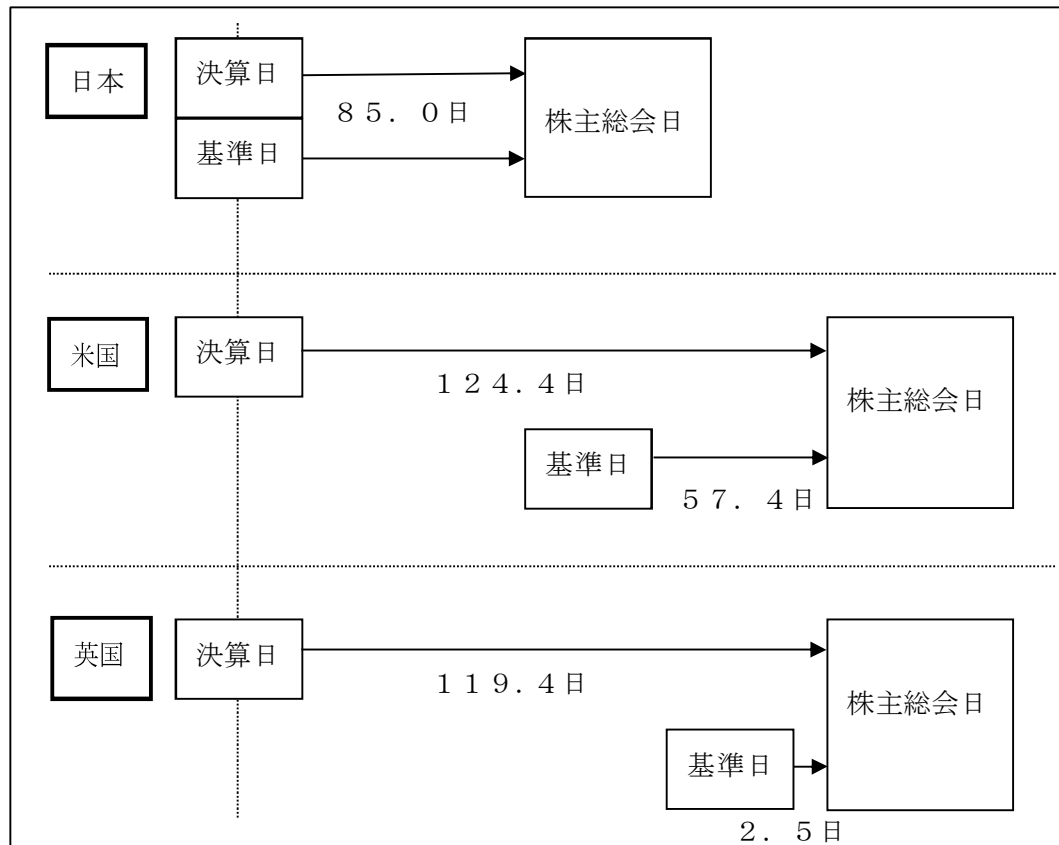 日本
決算日
８５．０日
基準日
株主総会日
米国
決算日
１２４.４日
基準日
５７．４日
株主総会日
英国
決算日
１１９.４日
基準日
２．５日
株主総会日